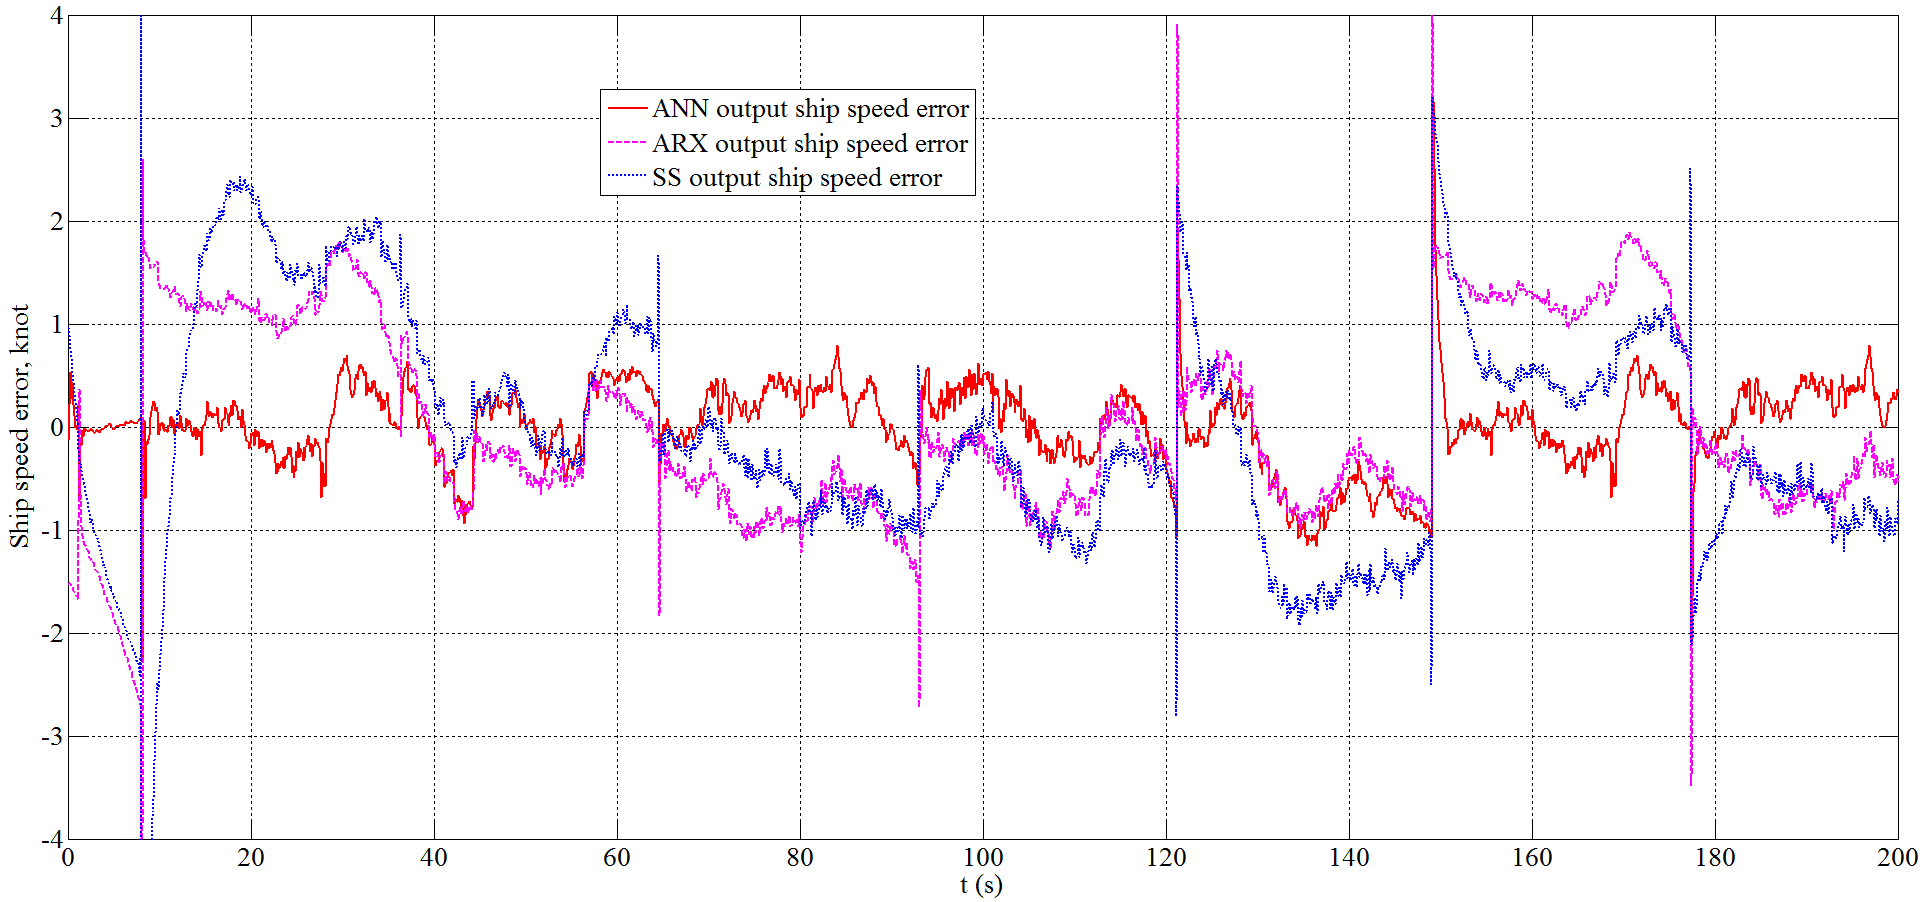 4
3
2
1
0
-1
-2
-3
-4
Ship speed error, knot
ANN output ship speed error
ARX output ship speed error
SS output ship speed error
0 20 40 60 80 100 120 140 160 180 200
t (s)